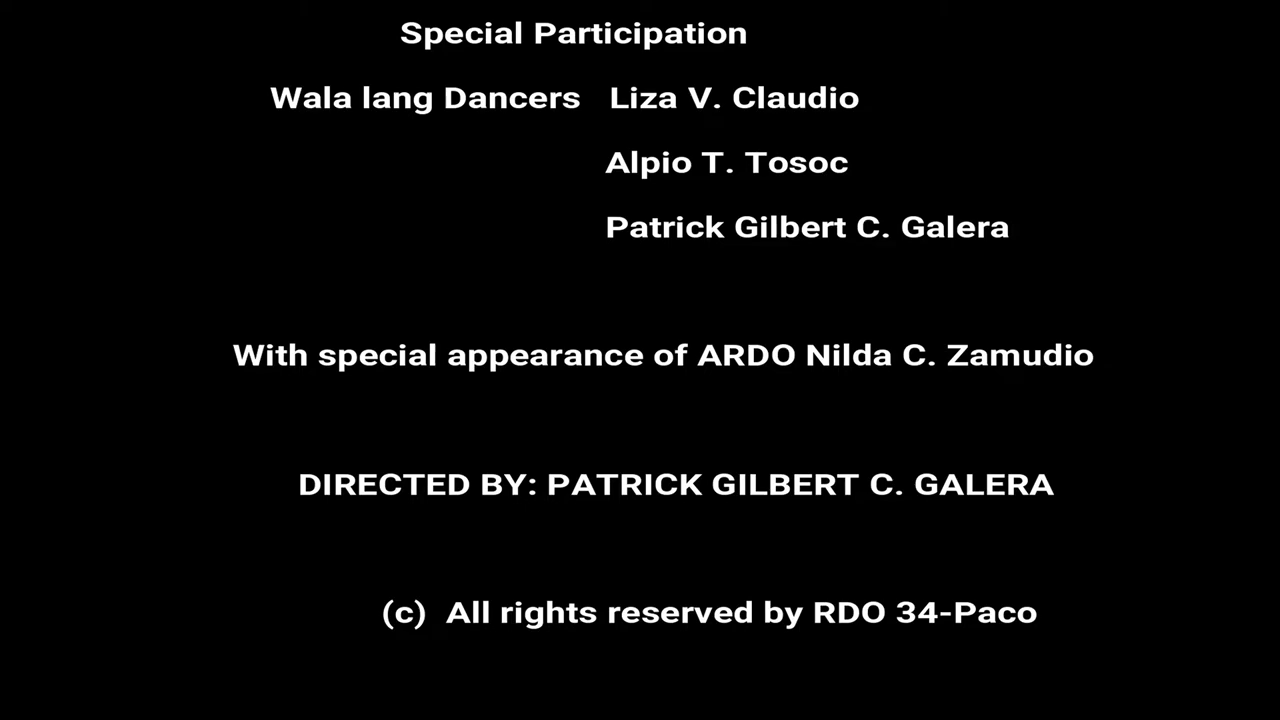 Special Participation
Wala lang Dancers Liza V. Claudio
Alpio T. Tosoc
Patrick Gilbert C. Galera
With special appearance of ARDO Nilda C. Zamudio
DIRECTED BY: PATRICK GILBERT C. GALERA
(c) All rights reserved by RDO 34-Paco